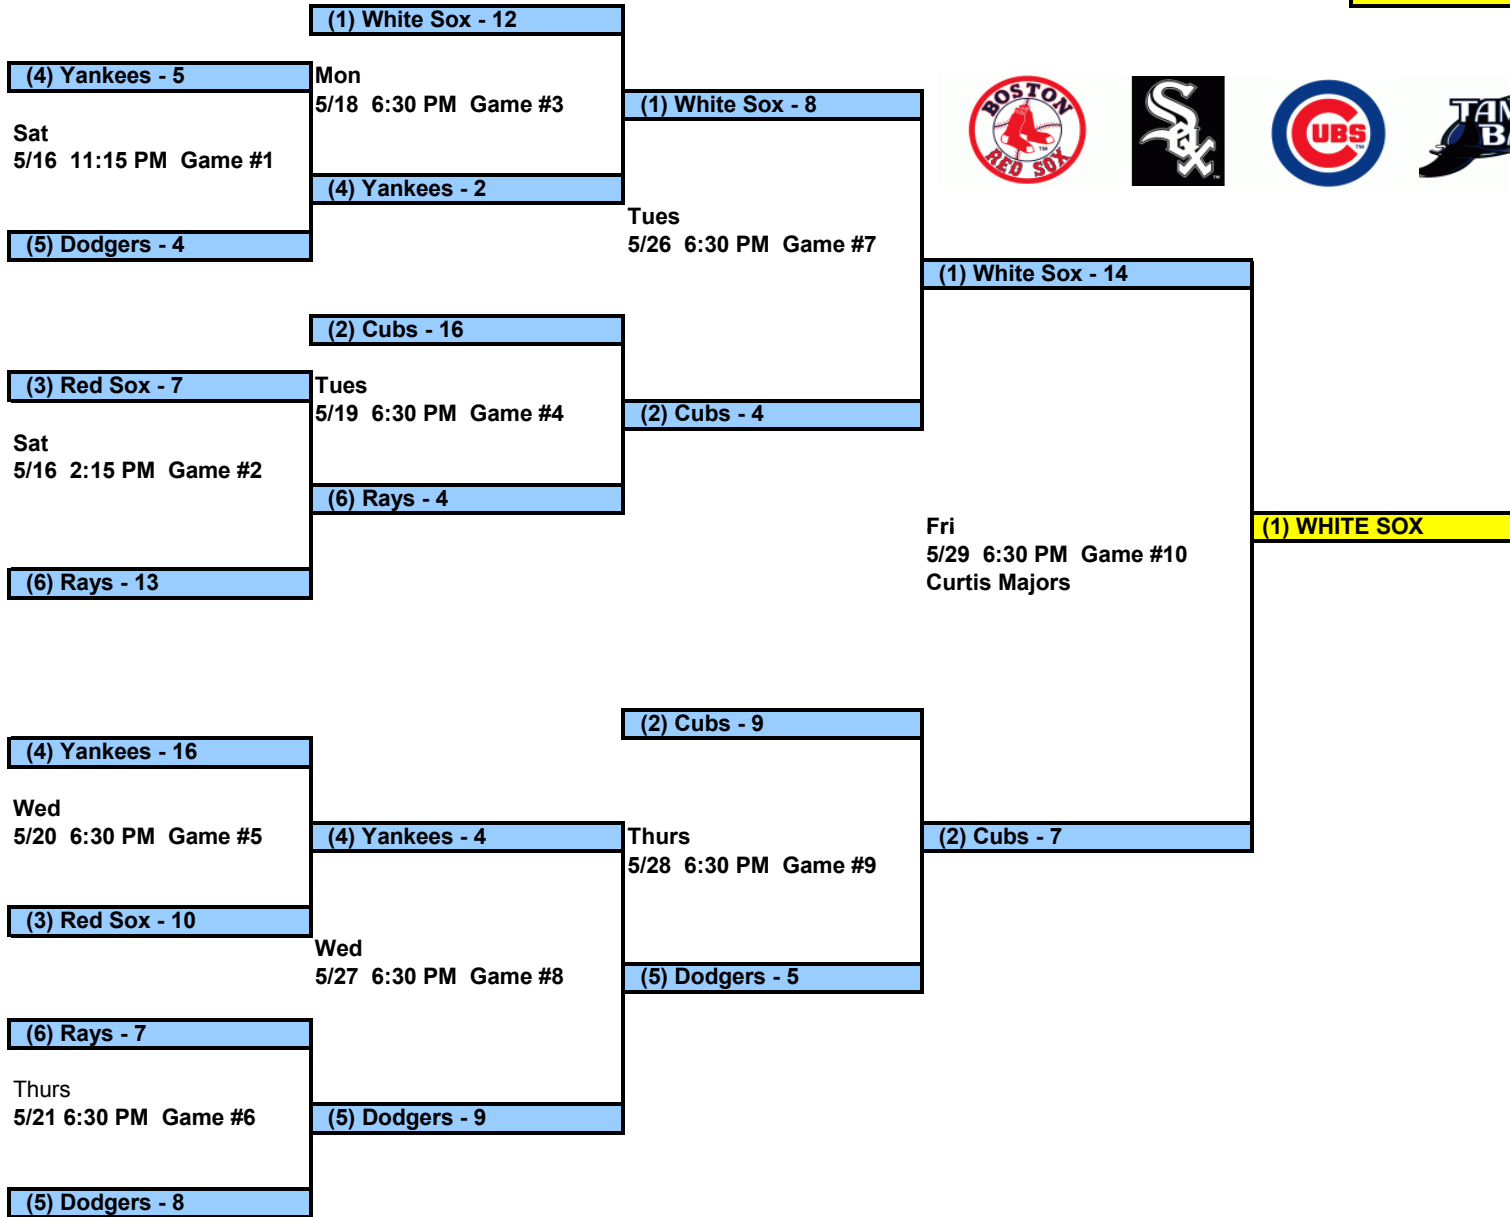 (1) White Sox - 12
(4) Yankees - 5
Mon
5/18 6:30 PM Game #3
(1) White Sox - 8
BOSTON
RED SOX
Sox
CUBS
Sat
5/16 11:15 PM Game #1
(4) Yankees - 2
Tues
5/26 6:30 PM Game #7
(5) Dodgers - 4
(1) White Sox - 14
(2) Cubs - 16
(3) Red Sox - 7
Tues
5/19 6:30 PM Game #4
(2) Cubs - 4
Sat
5/16 2:15 PM Game #2
(6) Rays - 4
Fri
5/29 6:30 PM Game #10
Curtis Majors
(1) WHITE SOX
(6) Rays - 13
(2) Cubs - 9
(4) Yankees - 16
Wed
5/20 6:30 PM Game #5
(4) Yankees - 4
Thurs
5/28 6:30 PM Game #9
(2) Cubs - 7
(3) Red Sox - 10
Wed
5/27 6:30 PM Game #8
(5) Dodgers - 5
(6) Rays - 7
Thurs
5/21 6:30 PM Game #6
(5) Dodgers - 9
(5) Dodgers - 8